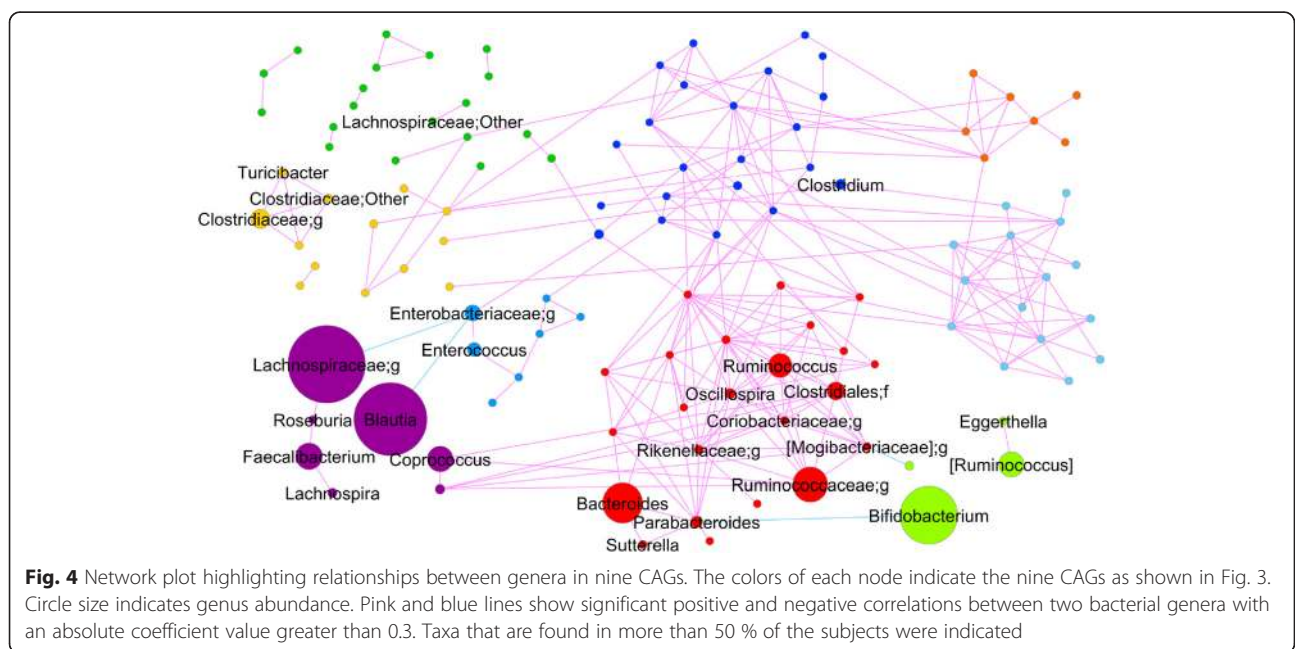 Lachnospiraceae;Other
Turicibacter
Clostridiaceae;Other
Clostridiaceae;g
Clostridium
Enterobacteriaceae;g
Enterococcus
Lachnospiraceae;g
Blautia
Roseburia
Faecalibacterium
Coprococcus
Lachnospira
Ruminococcus
Oscillospira
Clostridiales;f
Coriobacteriaceae;g
Rikenellaceae;g
[Mogibacteriaceae];g
Ruminococcaceae;g
Bacteroides
Parabacteroides
Sutterella
Eggerthella
[Ruminococcus]
Bifidobacterium
Fig. 4 Network plot highlighting relationships between genera in nine CAGs. The colors of each node indicate the nine CAGs as shown in Fig. 3.
Circle size indicates genus abundance. Pink and blue lines show significant positive and negative correlations between two bacterial genera with
an absolute coefficient value greater than 0.3. Taxa that are found in more than 50 % of the subjects were indicated